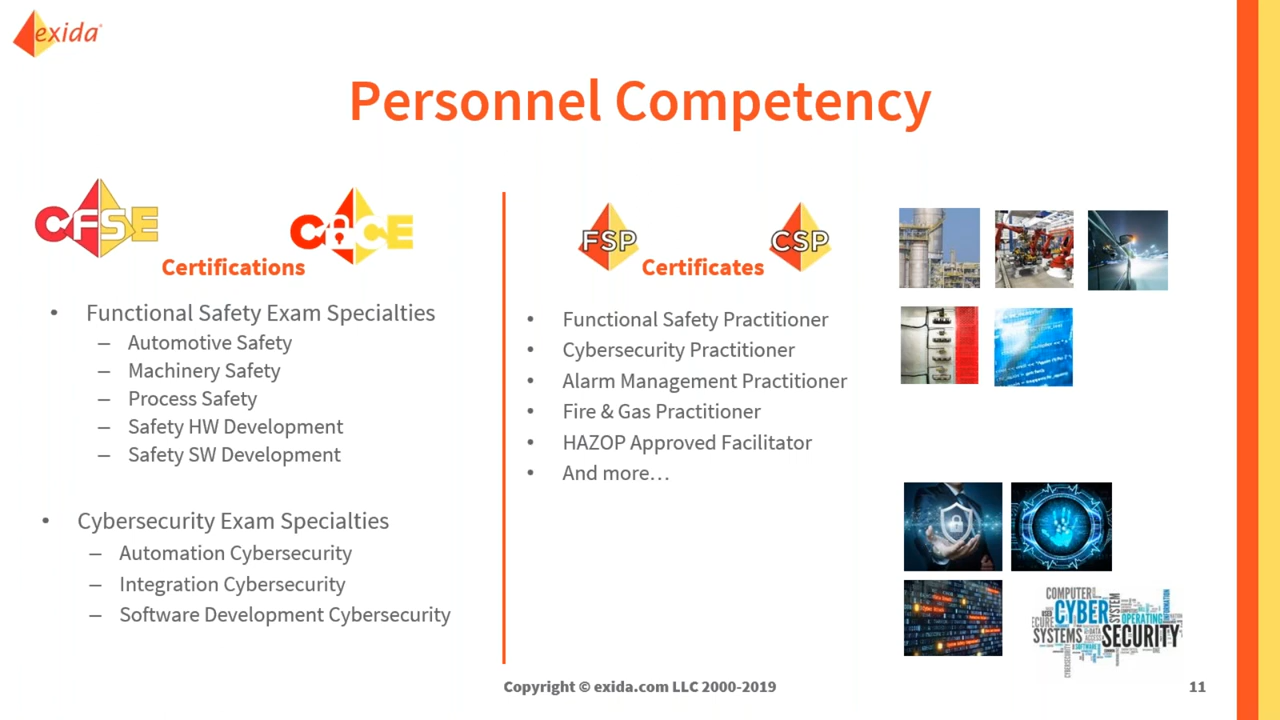 exida
Personnel Competency
CFSE
CACE
Certifications
• Functional Safety Exam Specialties
– Automotive Safety
– Machinery Safety
– Process Safety
– Safety HW Development
– Safety SW Development
• Cybersecurity Exam Specialties
– Automation Cybersecurity
– Integration Cybersecurity
– Software Development Cybersecurity
FSP
CSP
Certificates
• Functional Safety Practitioner
• Cybersecurity Practitioner
• Alarm Management Practitioner
• Fire & Gas Practitioner
• HAZOP Approved Facilitator
• And more…
COMPUTER
CYBER
SYSTEM
OPERATING
INFORMATION
SYSTEMS
SECURITY
Copyright © exida.com LLC 2000-2019
11